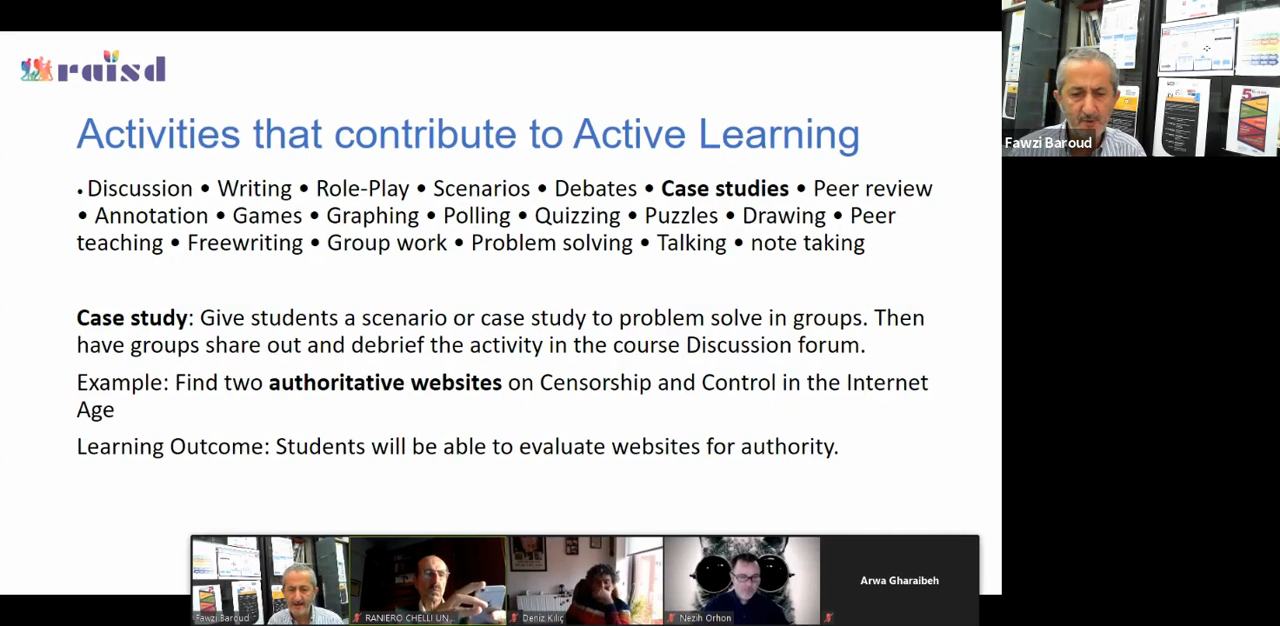 raisd
Activities that contribute to Active Learning
• Discussion • Writing • Role-Play • Scenarios • Debates • Case studies • Peer review
• Annotation • Games • Graphing • Polling • Quizzing • Puzzles • Drawing • Peer
teaching • Freewriting • Group work • Problem solving • Talking • note taking
Case study: Give students a scenario or case study to problem solve in groups. Then
have groups share out and debrief the activity in the course Discussion forum.
Example: Find two authoritative websites on Censorship and Control in the Internet
Age
Learning Outcome: Students will be able to evaluate websites for authority.
Fawzi Baroud
Fawzi Baroud
RANIERO CHELLI UN...
Deniz Kılıç
Nezih Orhon
Arwa Gharaibeh